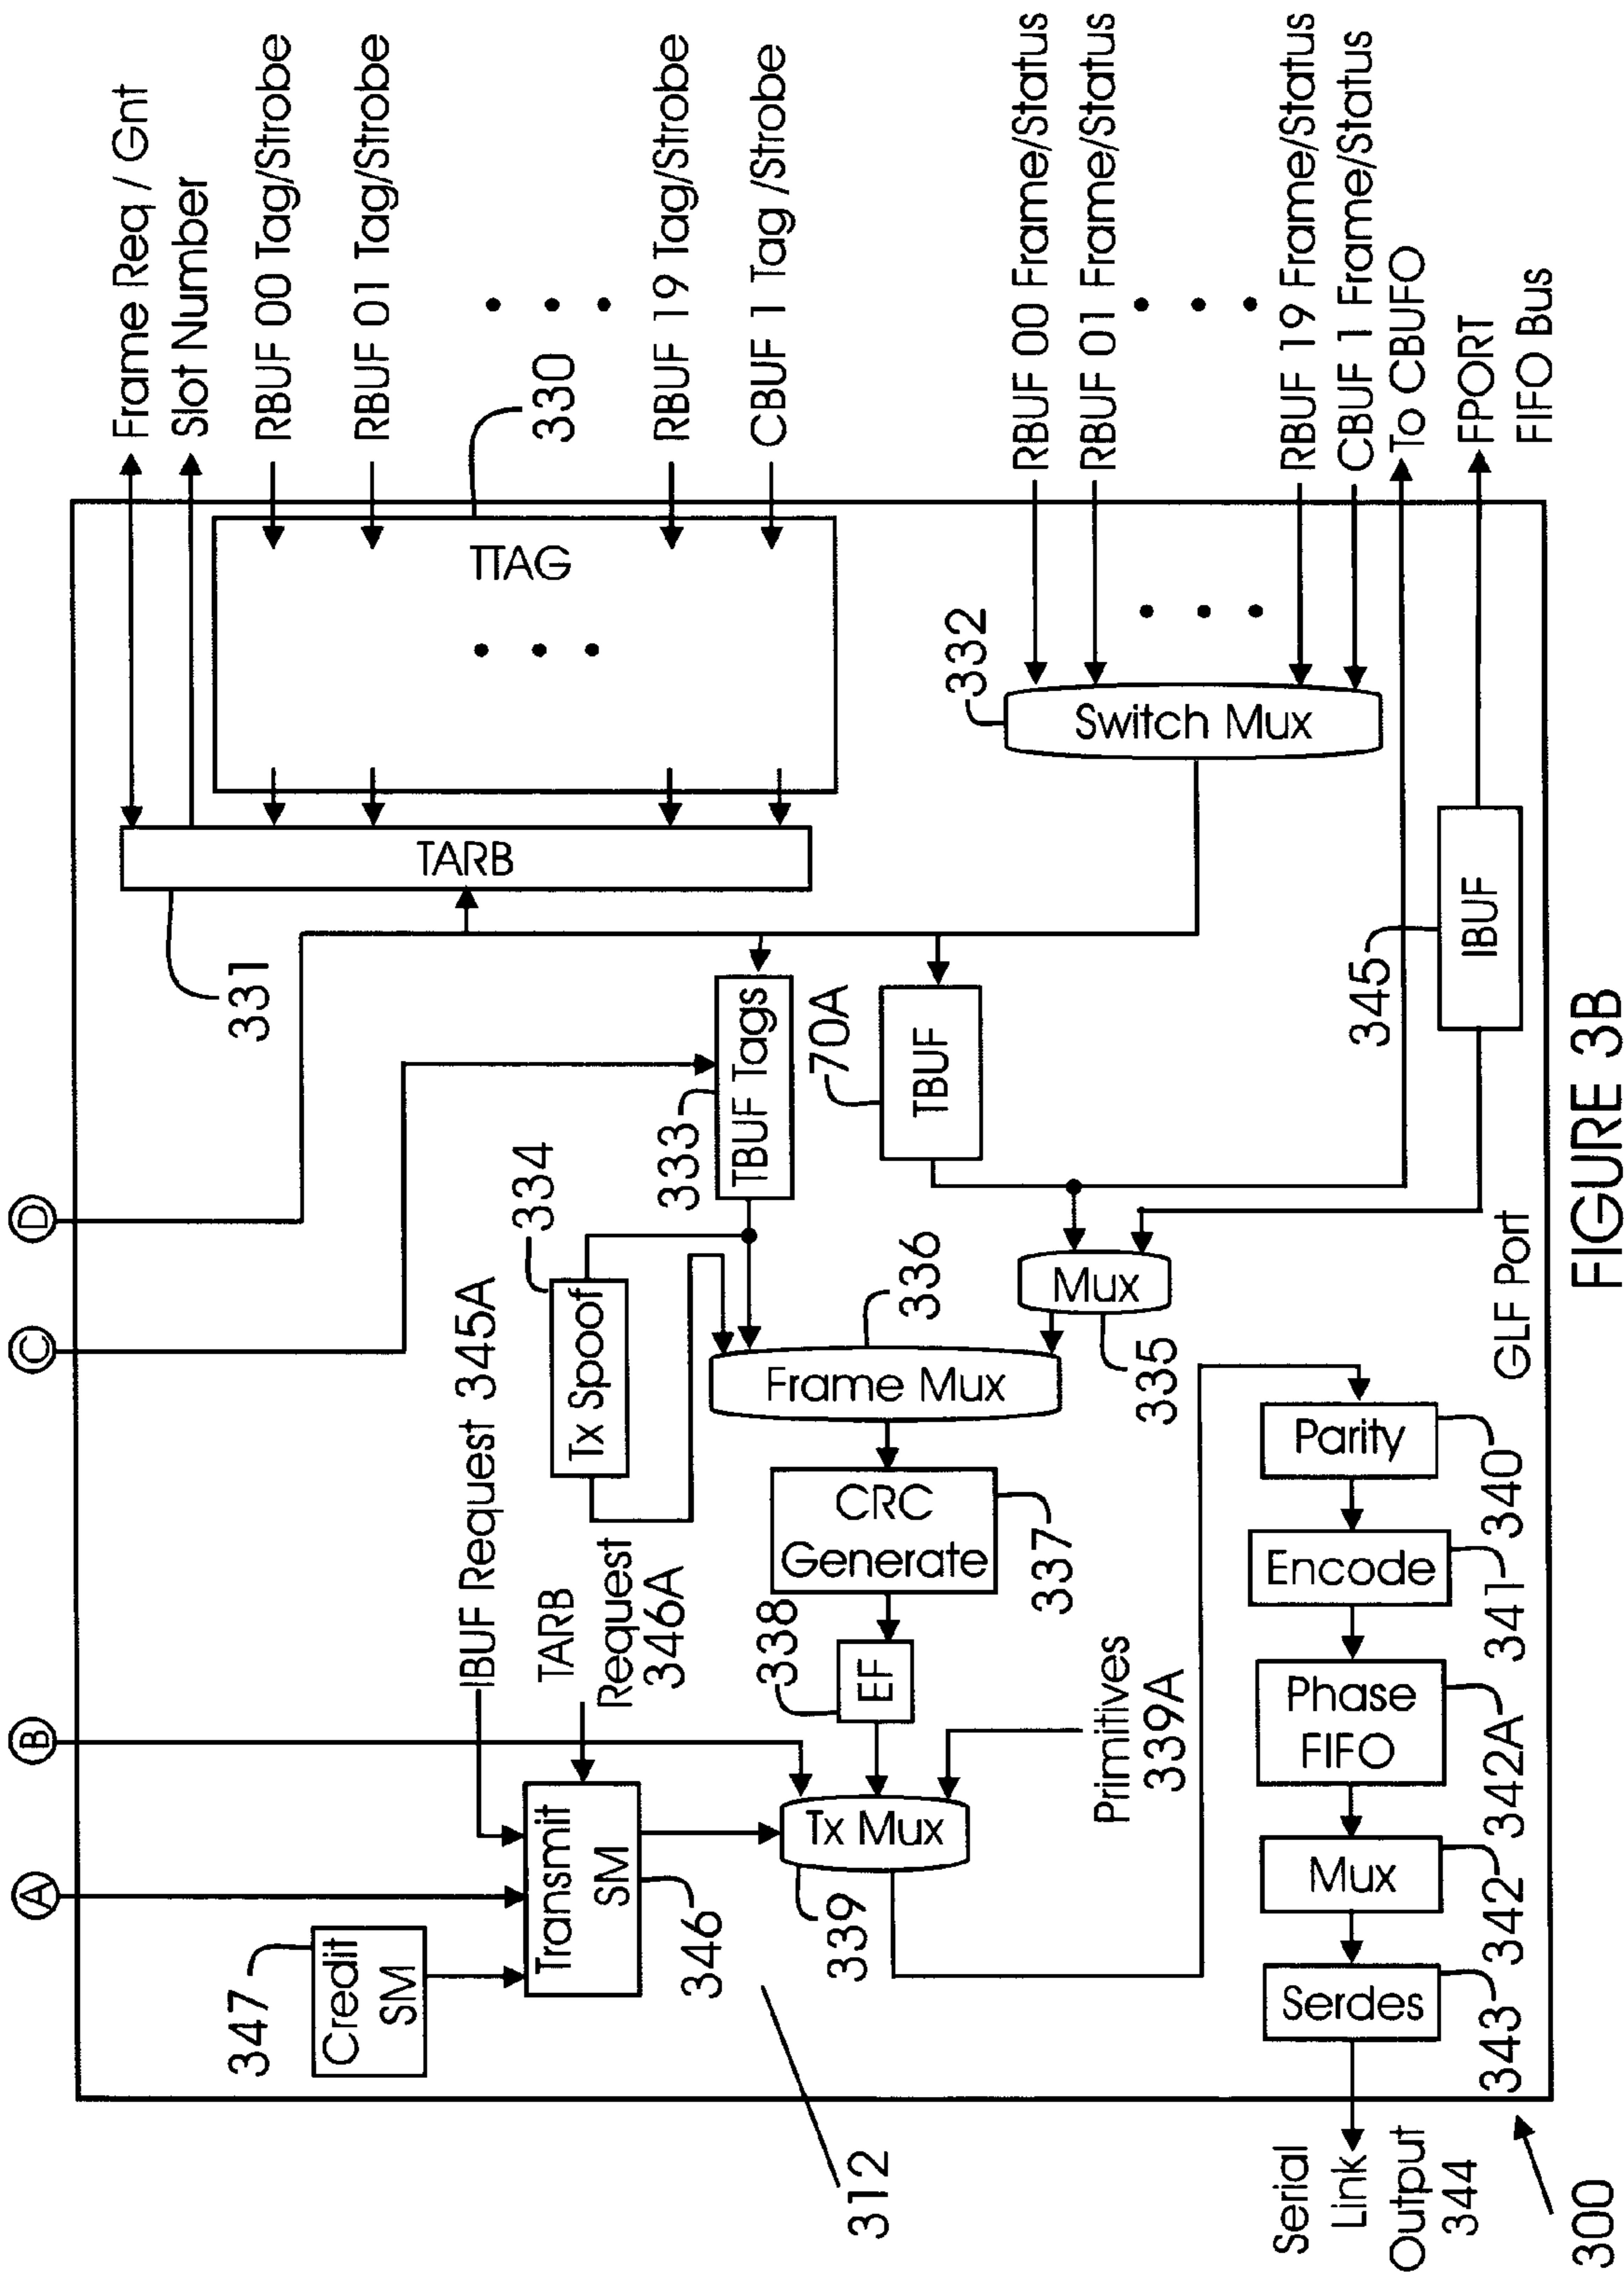 Frame Req / Gnt
Slot Number
RBUF 00 Tag/Strobe
RBUF 01 Tag/Strobe
RBUF 19 Tag/Strobe
CBUF 1 Tag /Strobe
RBUF 00 Frame/Status
RBUF 01 Frame/Status
RBUF 19 Frame/Status
CBUF 1 Frame/Status
To CBUFO
FPORT
FIFO Bus
330
TTAG
332
Switch Mux
TARB
331
345
IBUF
D
C
B
A
TBUF Tags
333
70A
TBUF
334
Tx Spoof
336
Frame Mux
Mux
335
GLF Port
IBUF Request 345A
TARB
Request
346A
CRC
Generate
337
338
EF
Primitives
339A
Parity
340
Encode
341
Phase
FIFO
342A
Mux
342
Serdes
343
Transmit
SM
346
Tx Mux
339
347
Credit
SM
312
Serial
Link
Output
344
300
FIGURE 3B